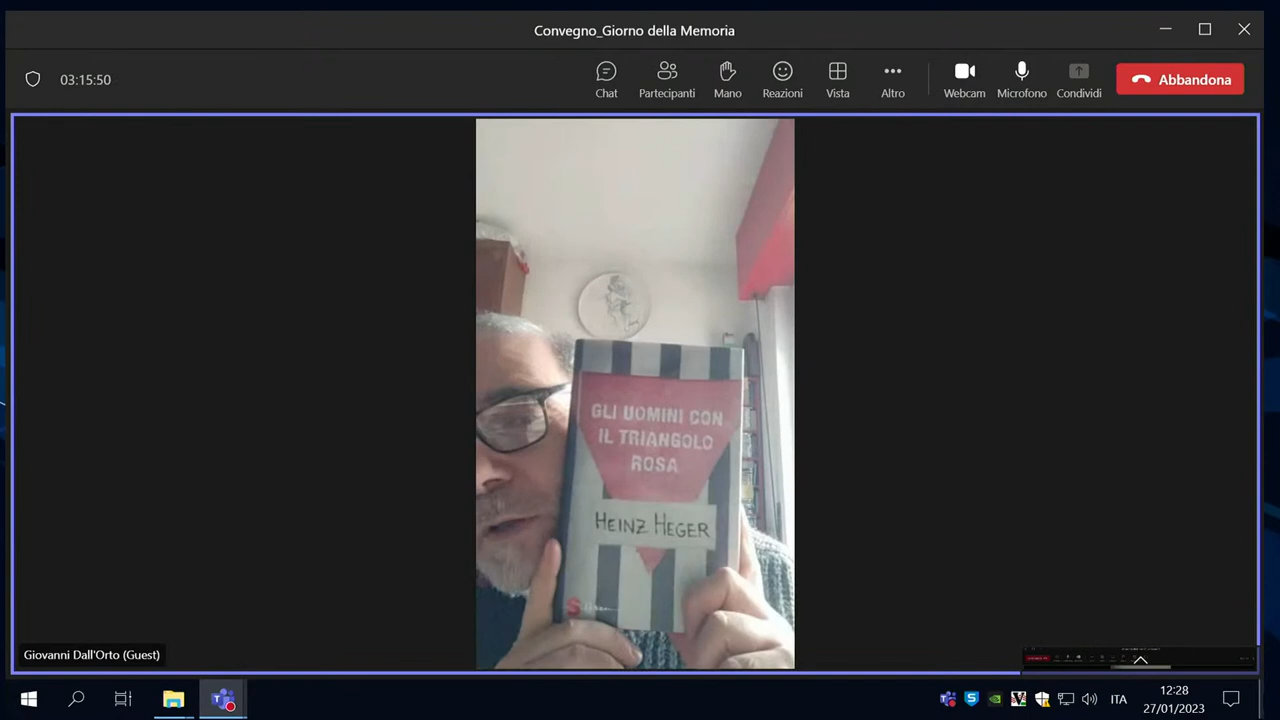 Convegno_Giorno della Memoria
03:15:50
Chat
Partecipanti
Mano
Reazioni
Vista
Altro
Webcam
Microfono
Condividi
Abbandona
GLI UOMINI CON
IL TRIANGOLO
ROSA
HEINZ HEGER
Giovanni Dall'Orto (Guest)
ITA
12:28
27/01/2023